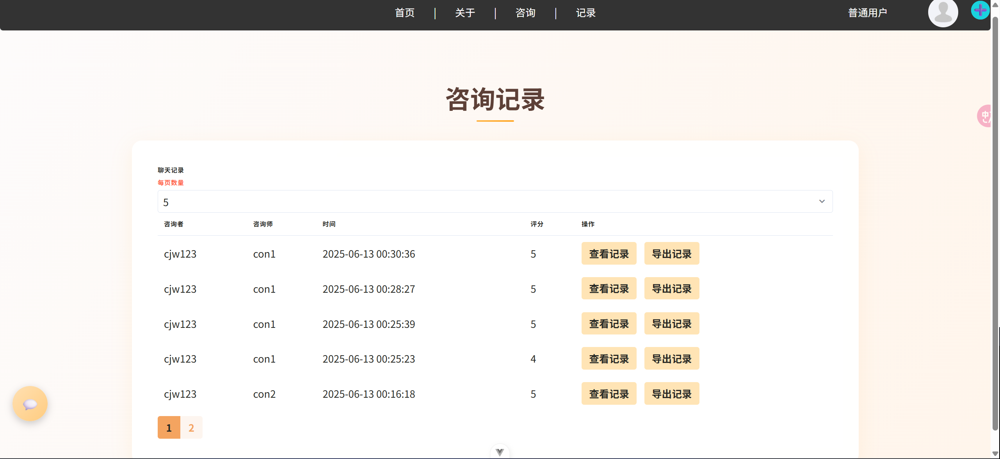 首页 | 关于 | 咨询 | 记录 普通用户
咨询记录
中
聊天记录
每页数量
5
咨询者 咨询师 时间 评分 操作
cjw123 con1 2025-06-13 00:30:36 5 查看记录 导出记录
cjw123 con1 2025-06-13 00:28:27 5 查看记录 导出记录
cjw123 con1 2025-06-13 00:25:39 5 查看记录 导出记录
cjw123 con1 2025-06-13 00:25:23 4 查看记录 导出记录
cjw123 con2 2025-06-13 00:16:18 5 查看记录 导出记录
1 2